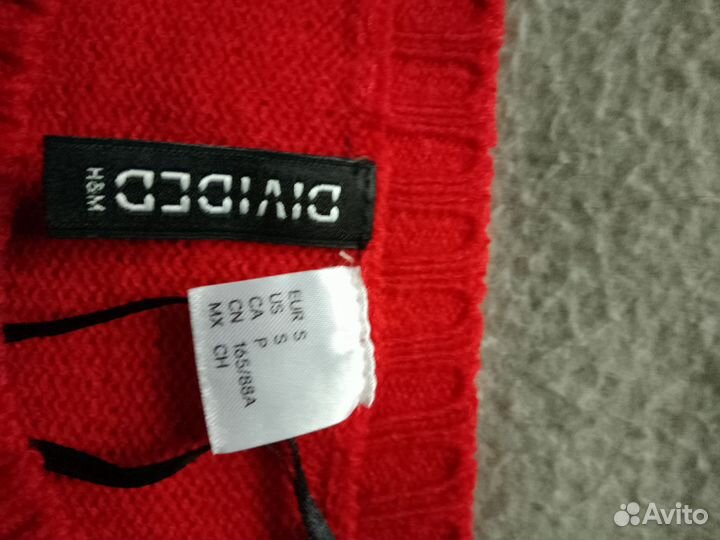 DIVIDED
H&M
EUR S
US S
CA P
CN 165/88A
MX CH
Avito